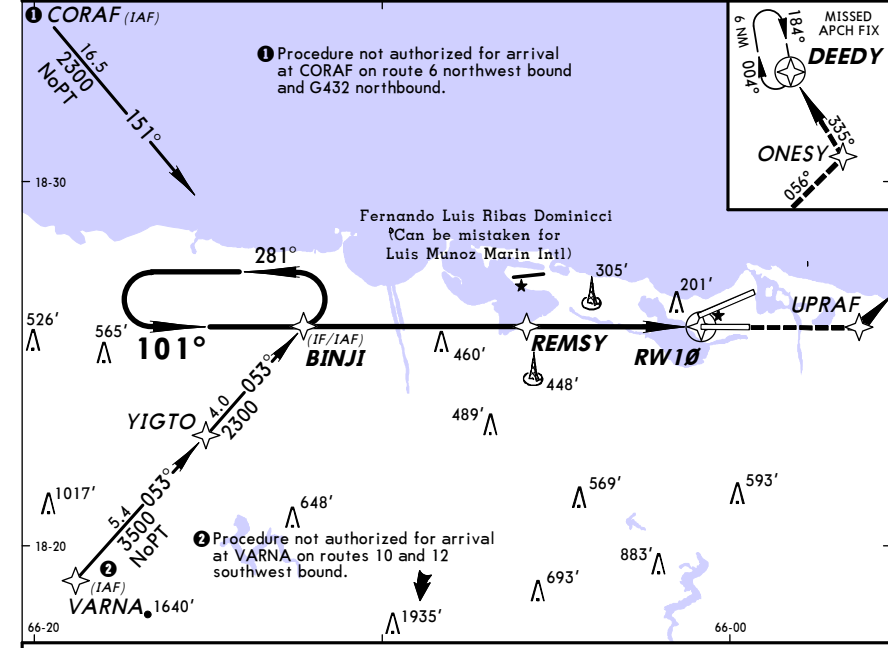 ❶ CORAF (IAF)
16.5
2300
NoPT
151°
❶ Procedure not authorized for arrival
at CORAF on route 6 northwest bound
and G432 northbound.
MISSED
APCH FIX
DEEDY
6 NM
184°
004°
335°
ONESY
056°
18-30
Fernando Luis Ribas Dominicci
(Can be mistaken for
Luis Munoz Marin Intl)
281°
305'
201'
UPRAF
526'
565'
101°
(IF/IAF)
BINJI
460'
REMSY
RW10
448'
YIGTO
4.0
053°
2300
489'
1017'
5.4
053°
3500
NoPT
648'
569'
593'
18-20
❷
(IAF)
VARNA
1640'
❷ Procedure not authorized for arrival
at VARNA on routes 10 and 12
southwest bound.
883'
693'
1935'
66-20
66-00